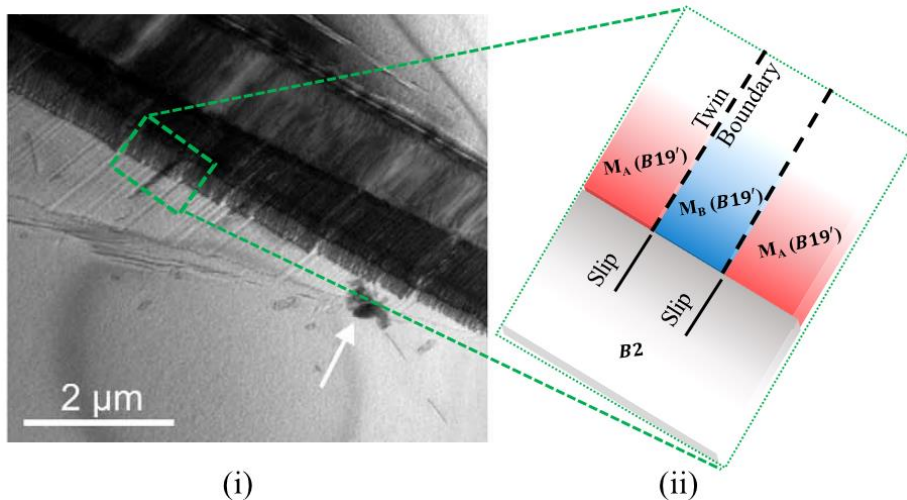 Twin
Boundary
M_A (B19′)
M_B (B19′)
M_A (B19′)
Slip
Slip
B2
2 µm
(i)
(ii)